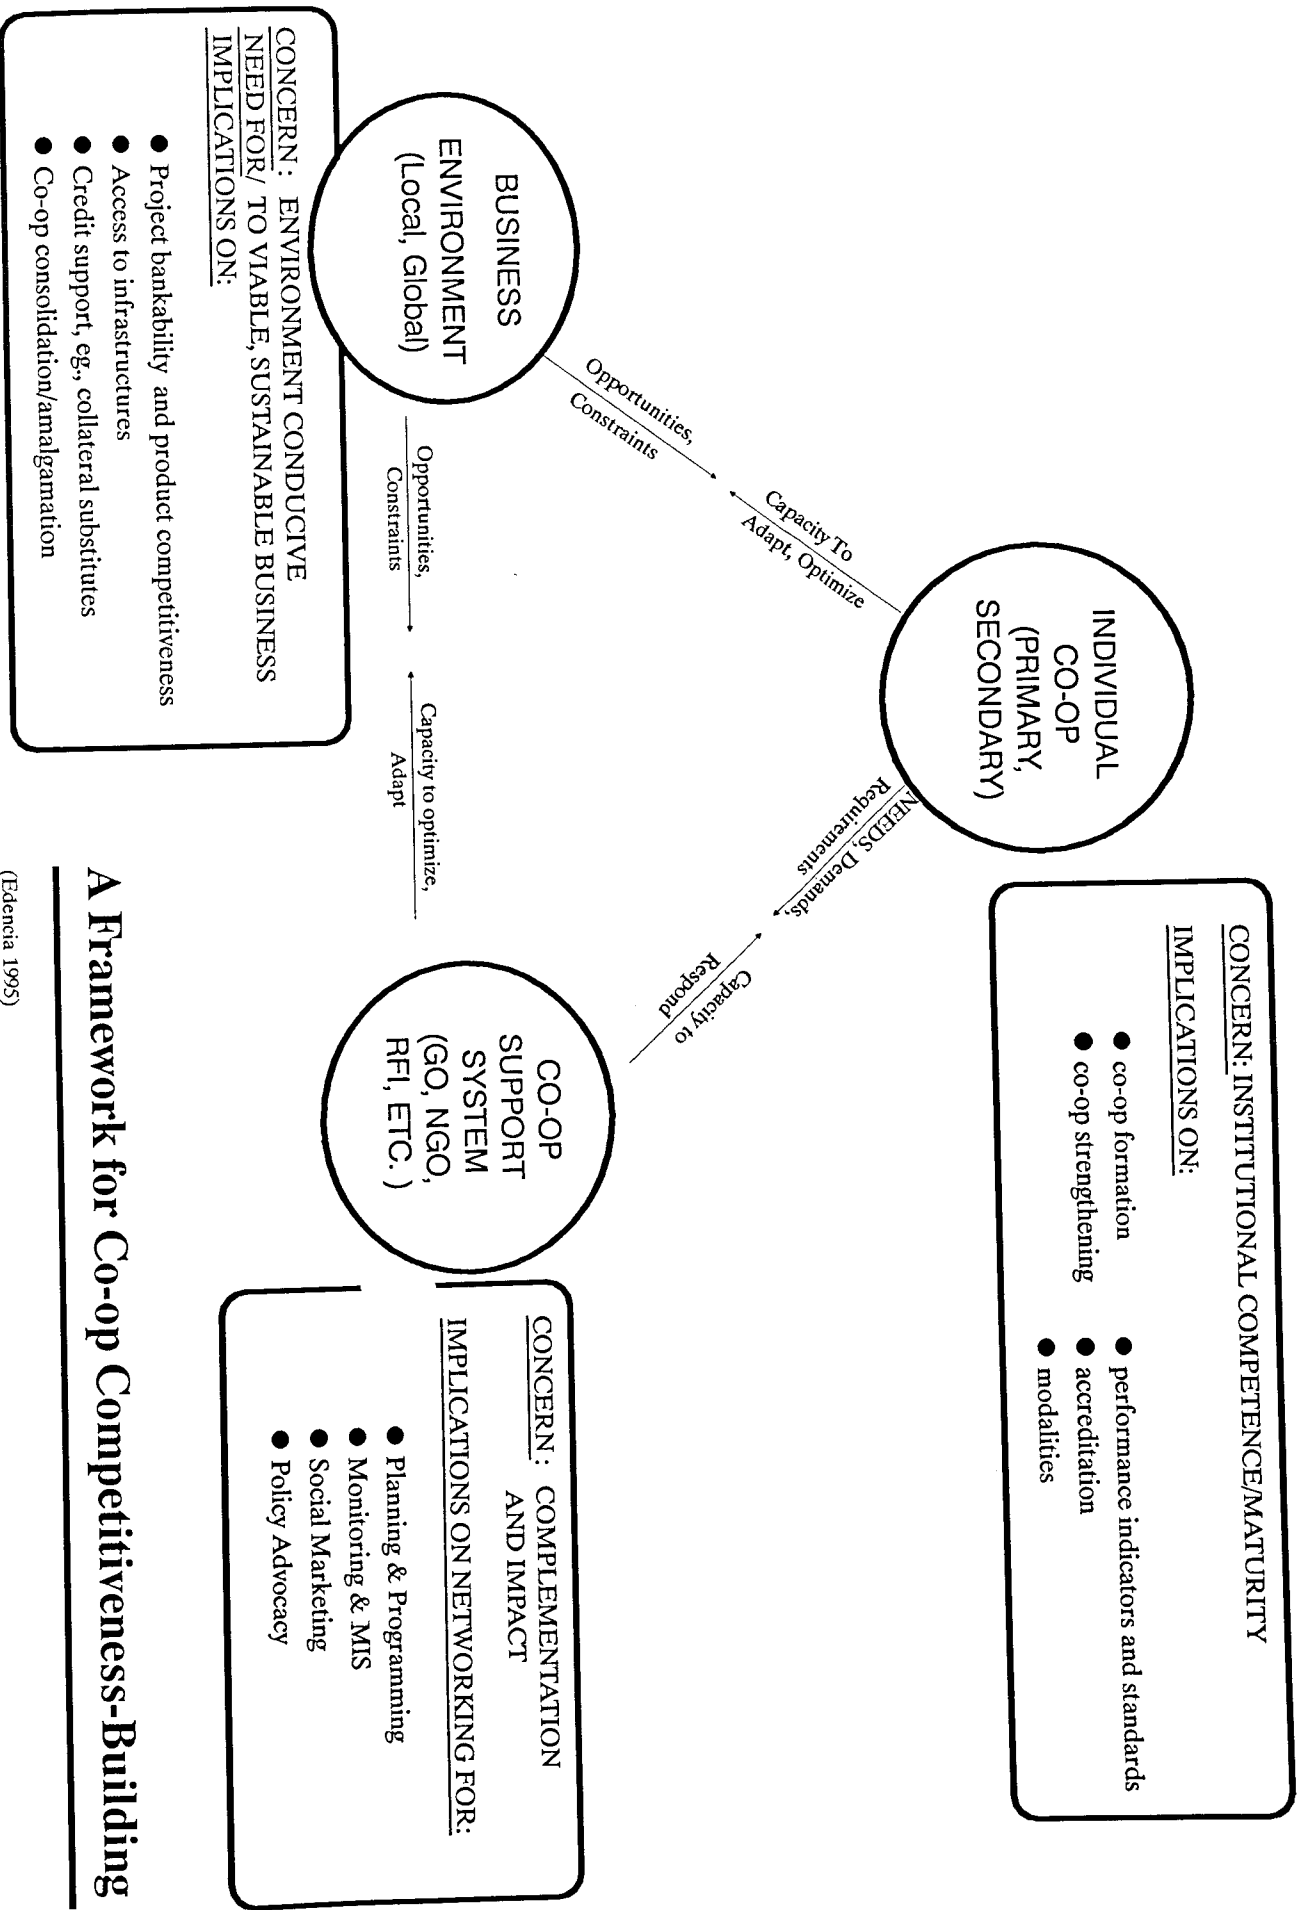 INDIVIDUAL
CO-OP
(PRIMARY,
SECONDARY)
CONCERN: INSTITUTIONAL COMPETENCE/MATURITY
IMPLICATIONS ON:
● co-op formation
● co-op strengthening
● performance indicators and standards
● accreditation
● modalities
Opportunities,
Constraints
Capacity To
Adapt, Optimize
NEEDS, Demands,
Requirements
Capacity to
Respond
BUSINESS
ENVIRONMENT
(Local, Global)
Opportunities,
Constraints
Capacity to optimize,
Adapt
CO-OP
SUPPORT
SYSTEM
(GO, NGO,
RFI, ETC. )
CONCERN : COMPLEMENTATION
AND IMPACT
IMPLICATIONS ON NETWORKING FOR:
● Planning & Programming
● Monitoring & MIS
● Social Marketing
● Policy Advocacy
CONCERN : ENVIRONMENT CONDUCIVE
NEED FOR/ TO VIABLE, SUSTAINABLE BUSINESS
IMPLICATIONS ON:
● Project bankability and product competitiveness
● Access to infrastructures
● Credit support, eg., collateral substitutes
● Co-op consolidation/amalgamation
A Framework for Co-op Competitiveness-Building
(Edencia 1995)